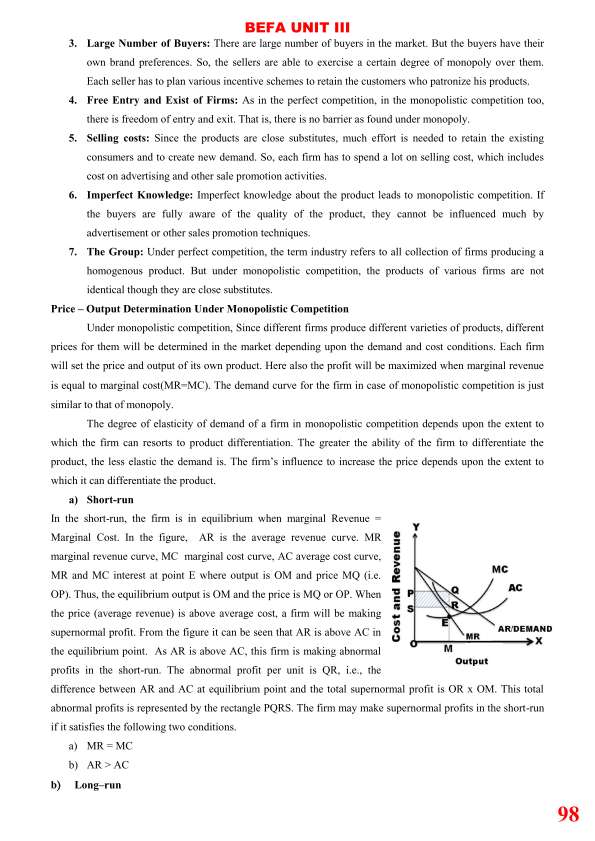 BEFA UNIT III
3. Large Number of Buyers: There are large number of buyers in the market. But the buyers have their
own brand preferences. So, the sellers are able to exercise a certain degree of monopoly over them.
Each seller has to plan various incentive schemes to retain the customers who patronize his products.
4. Free Entry and Exist of Firms: As in the perfect competition, in the monopolistic competition too,
there is freedom of entry and exit. That is, there is no barrier as found under monopoly.
5. Selling costs: Since the products are close substitutes, much effort is needed to retain the existing
consumers and to create new demand. So, each firm has to spend a lot on selling cost, which includes
cost on advertising and other sale promotion activities.
6. Imperfect Knowledge: Imperfect knowledge about the product leads to monopolistic competition. If
the buyers are fully aware of the quality of the product, they cannot be influenced much by
advertisement or other sales promotion techniques.
7. The Group: Under perfect competition, the term industry refers to all collection of firms producing a
homogenous product. But under monopolistic competition, the products of various firms are not
identical though they are close substitutes.
Price – Output Determination Under Monopolistic Competition
Under monopolistic competition, Since different firms produce different varieties of products, different
prices for them will be determined in the market depending upon the demand and cost conditions. Each firm
will set the price and output of its own product. Here also the profit will be maximized when marginal revenue
is equal to marginal cost(MR=MC). The demand curve for the firm in case of monopolistic competition is just
similar to that of monopoly.
The degree of elasticity of demand of a firm in monopolistic competition depends upon the extent to
which the firm can resorts to product differentiation. The greater the ability of the firm to differentiate the
product, the less elastic the demand is. The firm's influence to increase the price depends upon the extent to
which it can differentiate the product.
a) Short-run
In the short-run, the firm is in equilibrium when marginal Revenue =
Marginal Cost. In the figure, AR is the average revenue curve. MR
marginal revenue curve, MC marginal cost curve, AC average cost curve,
MR and MC interest at point E where output is OM and price MQ (i.e.
OP). Thus, the equilibrium output is OM and the price is MQ or OP. When
the price (average revenue) is above average cost, a firm will be making
supernormal profit. From the figure it can be seen that AR is above AC in
the equilibrium point. As AR is above AC, this firm is making abnormal
profits in the short-run. The abnormal profit per unit is QR, i.e., the
difference between AR and AC at equilibrium point and the total supernormal profit is OR x OM. This total
abnormal profits is represented by the rectangle PQRS. The firm may make supernormal profits in the short-run
if it satisfies the following two conditions.
a) MR = MC
b) AR > AC
b) Long–run
Cost and Revenue
Y
MC
AC
P
Q
S
R
E
AR/DEMAND
MR
O
X
M
Output
98